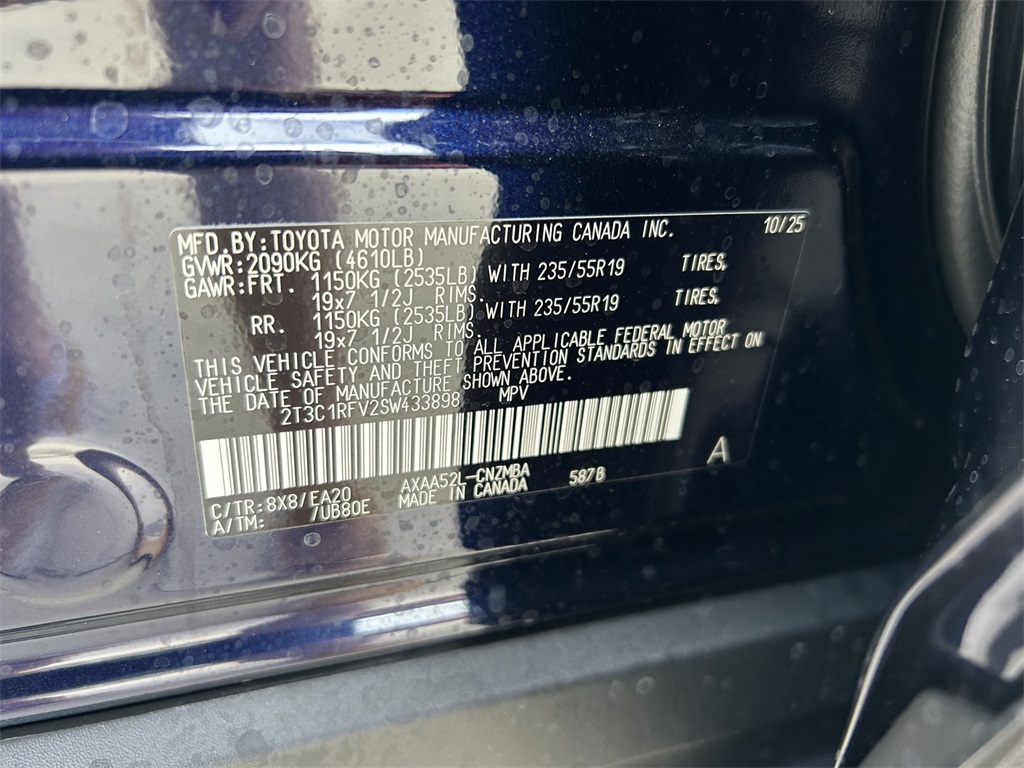 MFD.BY:TOYOTA MOTOR MANUFACTURING CANADA INC. 10/25
GVWR:2090KG (4610LB)
GAWR:FRT. 1150KG (2535LB) WITH 235/55R19 TIRES,
19x7 1/2J RIMS.
RR. 1150KG (2535LB) WITH 235/55R19 TIRES,
19x7 1/2J RIMS.
THIS VEHICLE CONFORMS TO ALL APPLICABLE FEDERAL MOTOR
VEHICLE SAFETY AND THEFT PREVENTION STANDARDS IN EFFECT ON
THE DATE OF MANUFACTURE SHOWN ABOVE.
2T3C1RFV2SW433898 MPV
A
C/TR:8X8/EA20 AXAA52L-CNZMBA 587B
A/TM: /UB80E MADE IN CANADA